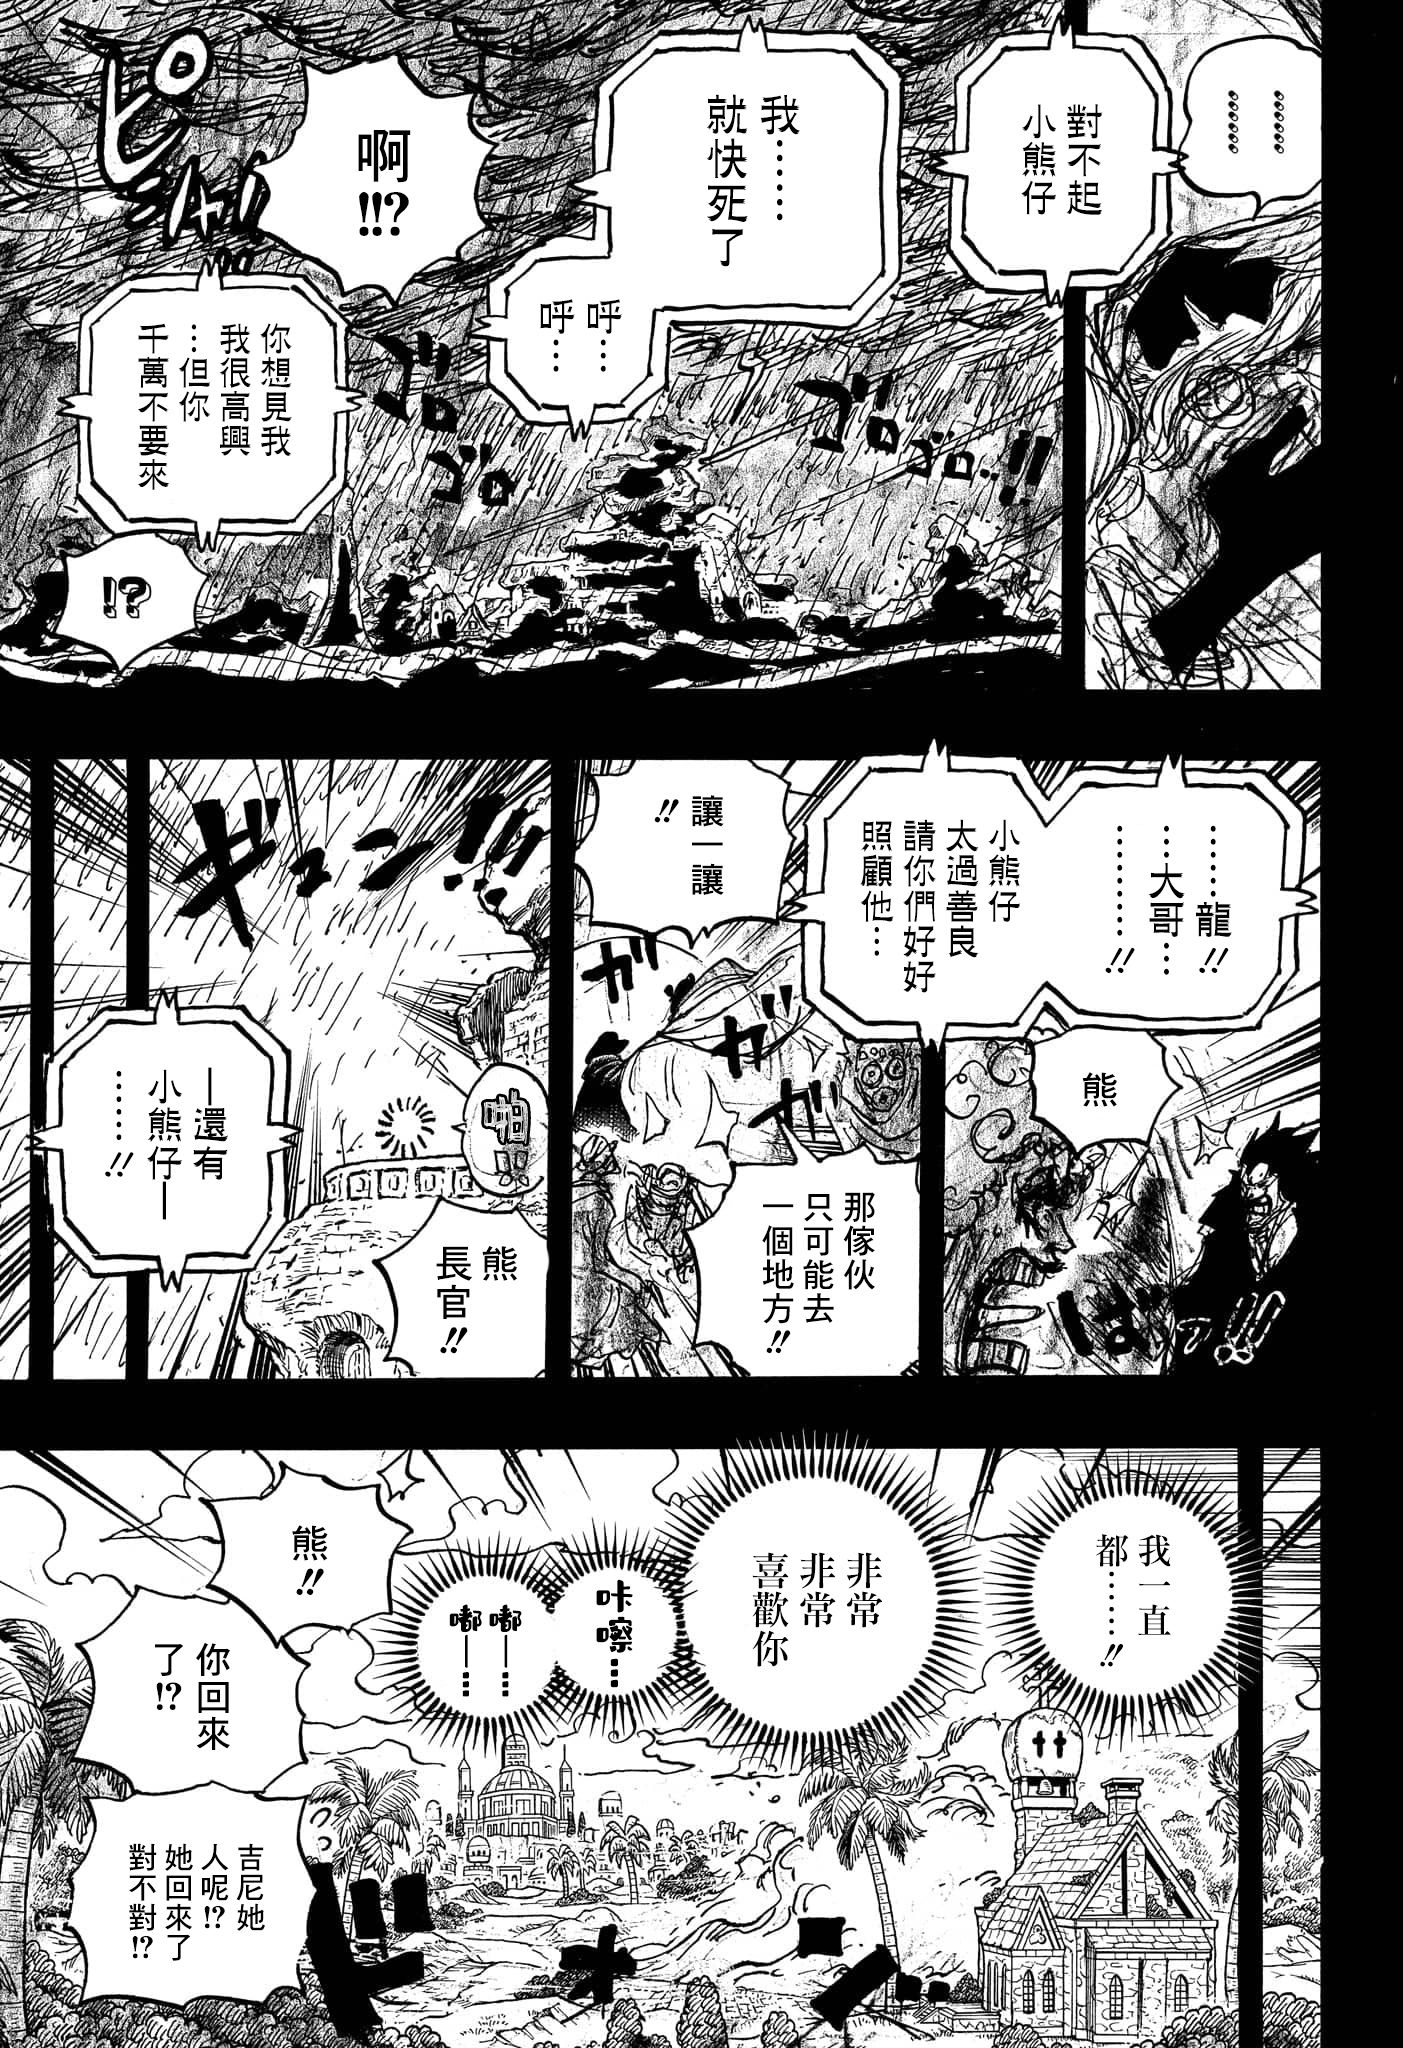 ………
………
對不起
小熊仔
我……
就快死了
呼…
呼…
啊!!?
ピカ!!
ゴロゴロ..!!
ゴロゴロ
你想見我
我很高興
…但你
千萬不要來
!?
……龍!!
……大哥…
………!!
小熊仔
太過善良
請你們好好
照顧他…
熊
ばっ!!
讓一讓
!!
ガガ
那傢伙
只可能去
一個地方!!
ギュン!!
啪!!
熊
長官!!
—還有
小熊仔—
……!!
我一直
都……!!
非常
非常
喜歡你
咔嚓…
嘟—…
嘟—…
熊!!
你回來
了!?
吉尼她
人呢!?
她回來了
對不對!?